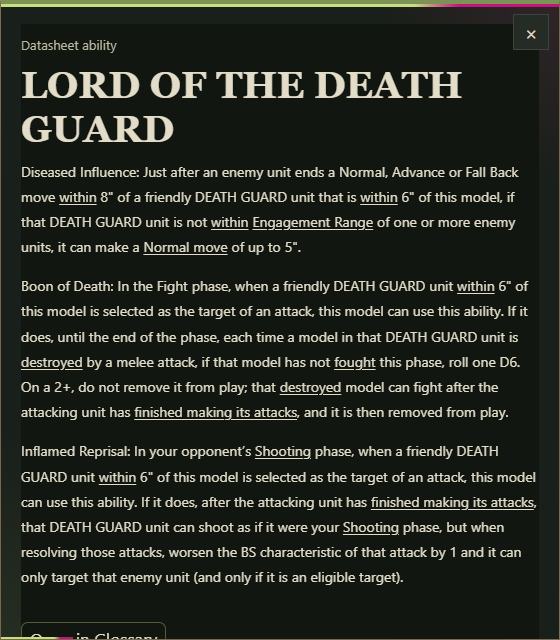 Datasheet ability
×
LORD OF THE DEATH
GUARD
Diseased Influence: Just after an enemy unit ends a Normal, Advance or Fall Back
move within 8" of a friendly DEATH GUARD unit that is within 6" of this model, if
that DEATH GUARD unit is not within Engagement Range of one or more enemy
units, it can make a Normal move of up to 5".
Boon of Death: In the Fight phase, when a friendly DEATH GUARD unit within 6" of
this model is selected as the target of an attack, this model can use this ability. If it
does, until the end of the phase, each time a model in that DEATH GUARD unit is
destroyed by a melee attack, if that model has not fought this phase, roll one D6.
On a 2+, do not remove it from play; that destroyed model can fight after the
attacking unit has finished making its attacks, and it is then removed from play.
Inflamed Reprisal: In your opponent’s Shooting phase, when a friendly DEATH
GUARD unit within 6" of this model is selected as the target of an attack, this model
can use this ability. If it does, after the attacking unit has finished making its attacks,
that DEATH GUARD unit can shoot as if it were your Shooting phase, but when
resolving those attacks, worsen the BS characteristic of that attack by 1 and it can
only target that enemy unit (and only if it is an eligible target).
in Glossary